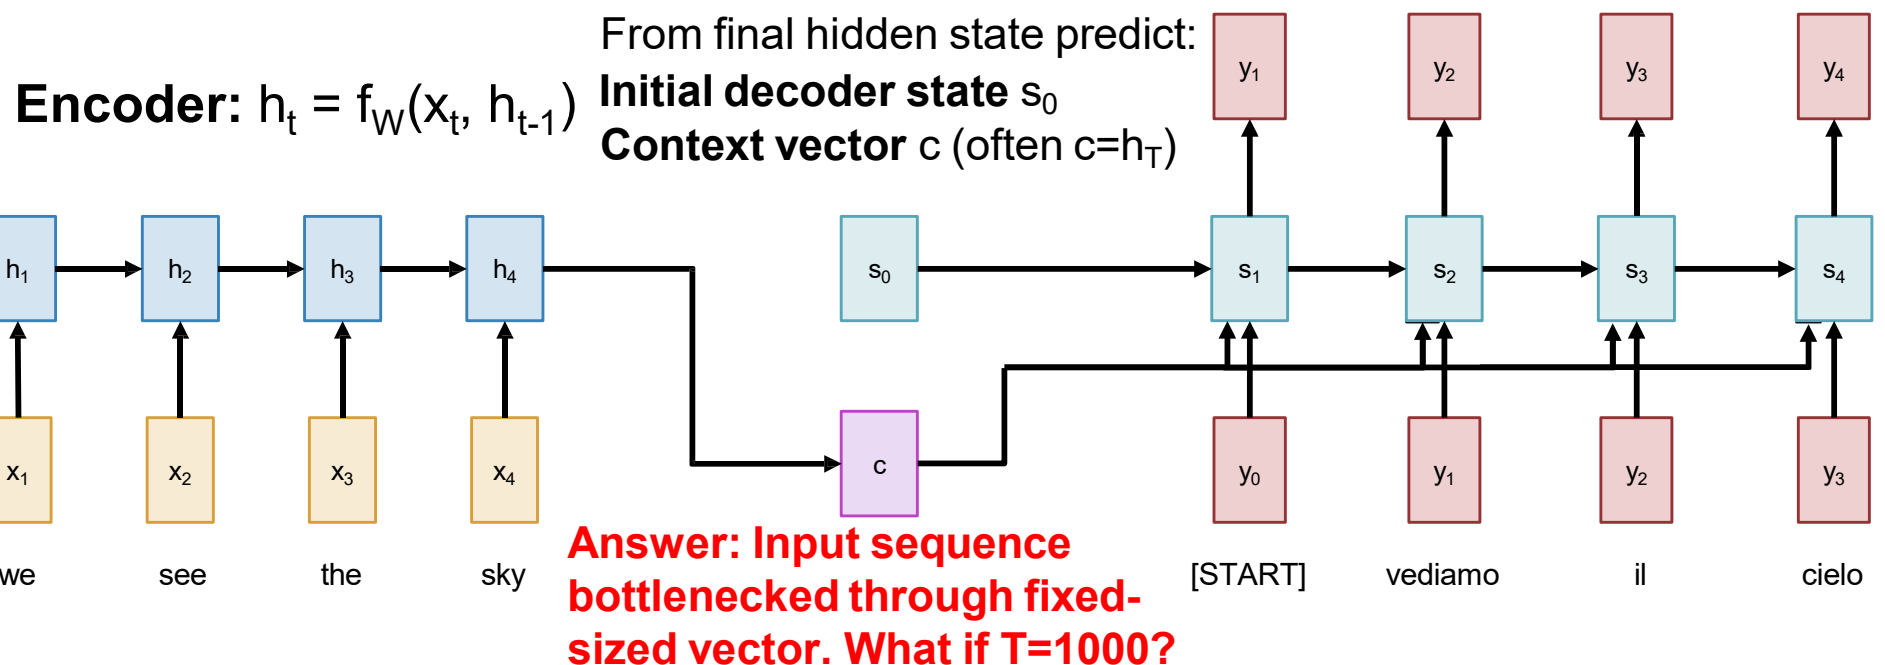 From final hidden state predict:
Encoder: hₜ = f_W(xₜ, hₜ₋₁) Initial decoder state s₀
Context vector c (often c=h_T)
y₁ y₂ y₃ y₄
h₁ h₂ h₃ h₄ s₀ s₁ s₂ s₃ s₄
x₁ x₂ x₃ x₄ c y₀ y₁ y₂ y₃
we see the sky [START] vediamo il cielo
Answer: Input sequence
bottlenecked through fixed-
sized vector. What if T=1000?